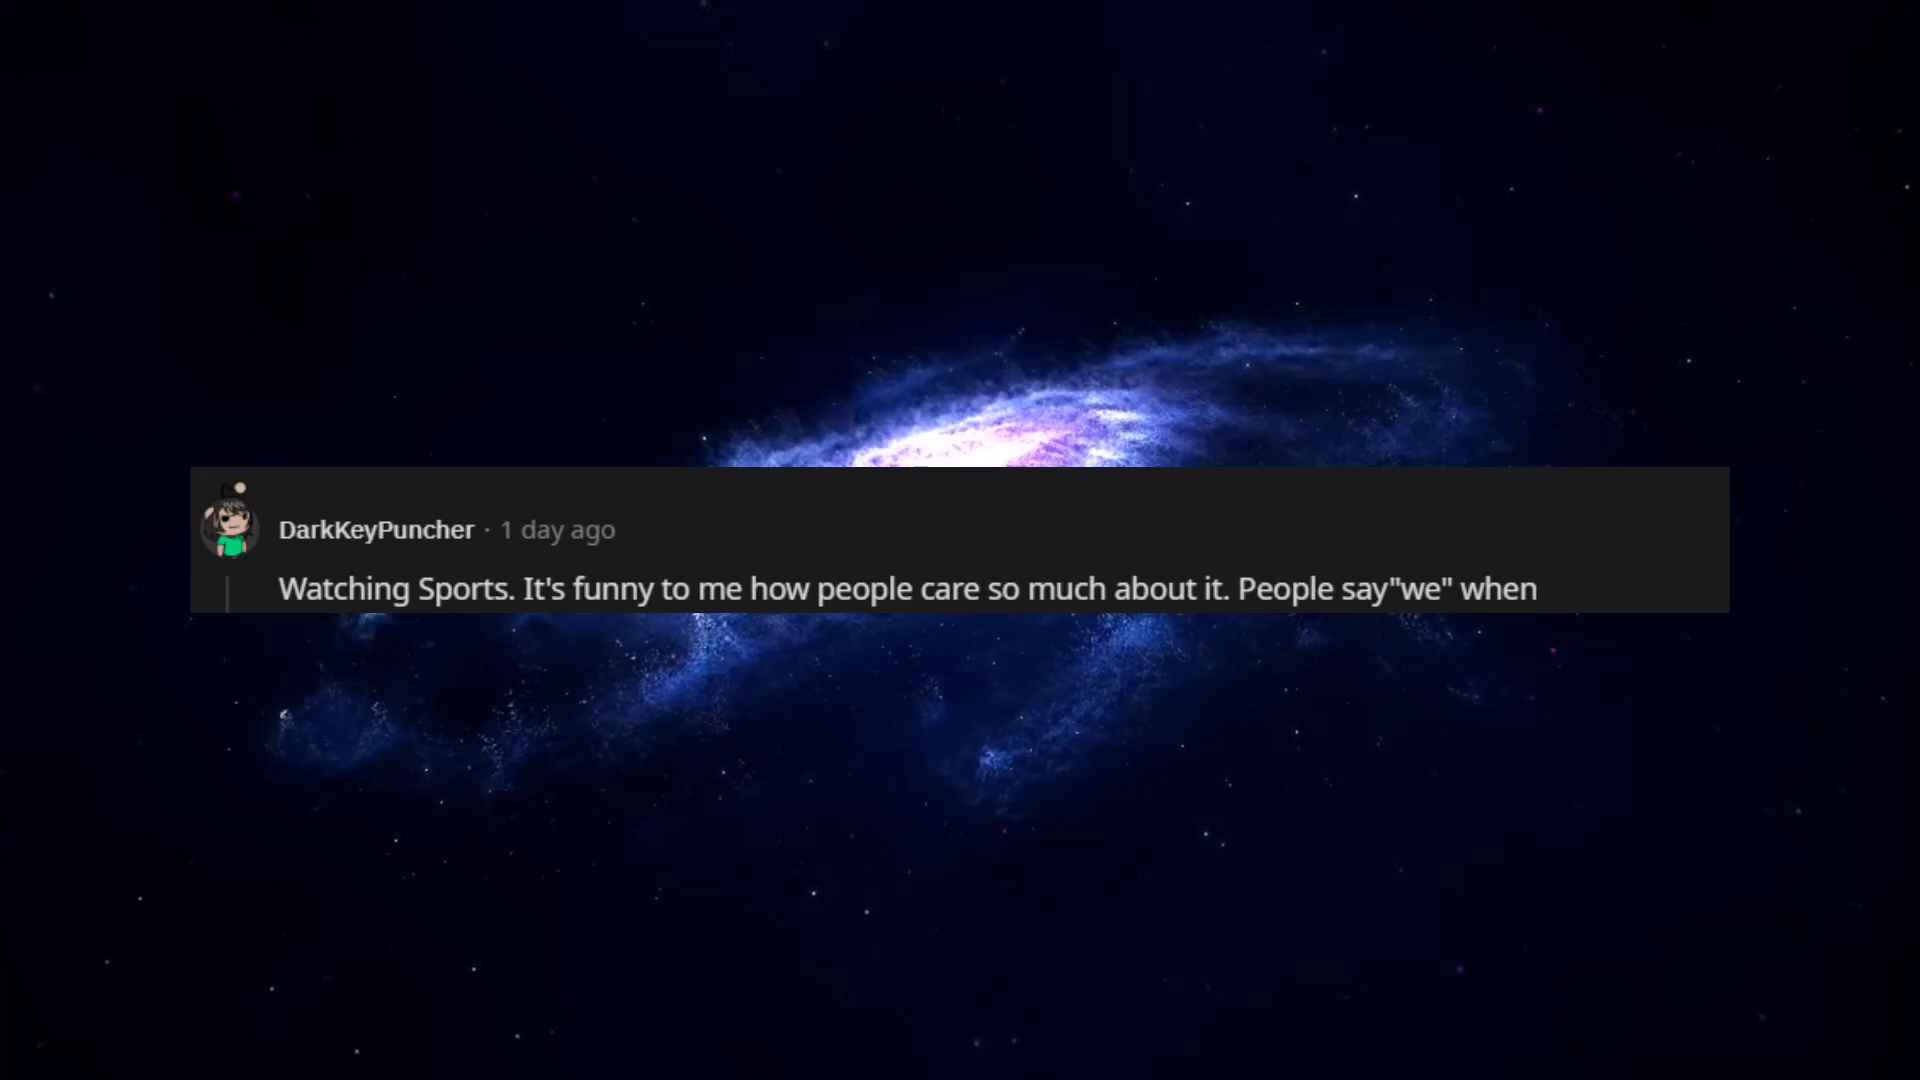 DarkKeyPuncher · 1 day ago
Watching Sports. It's funny to me how people care so much about it. People say"we" when